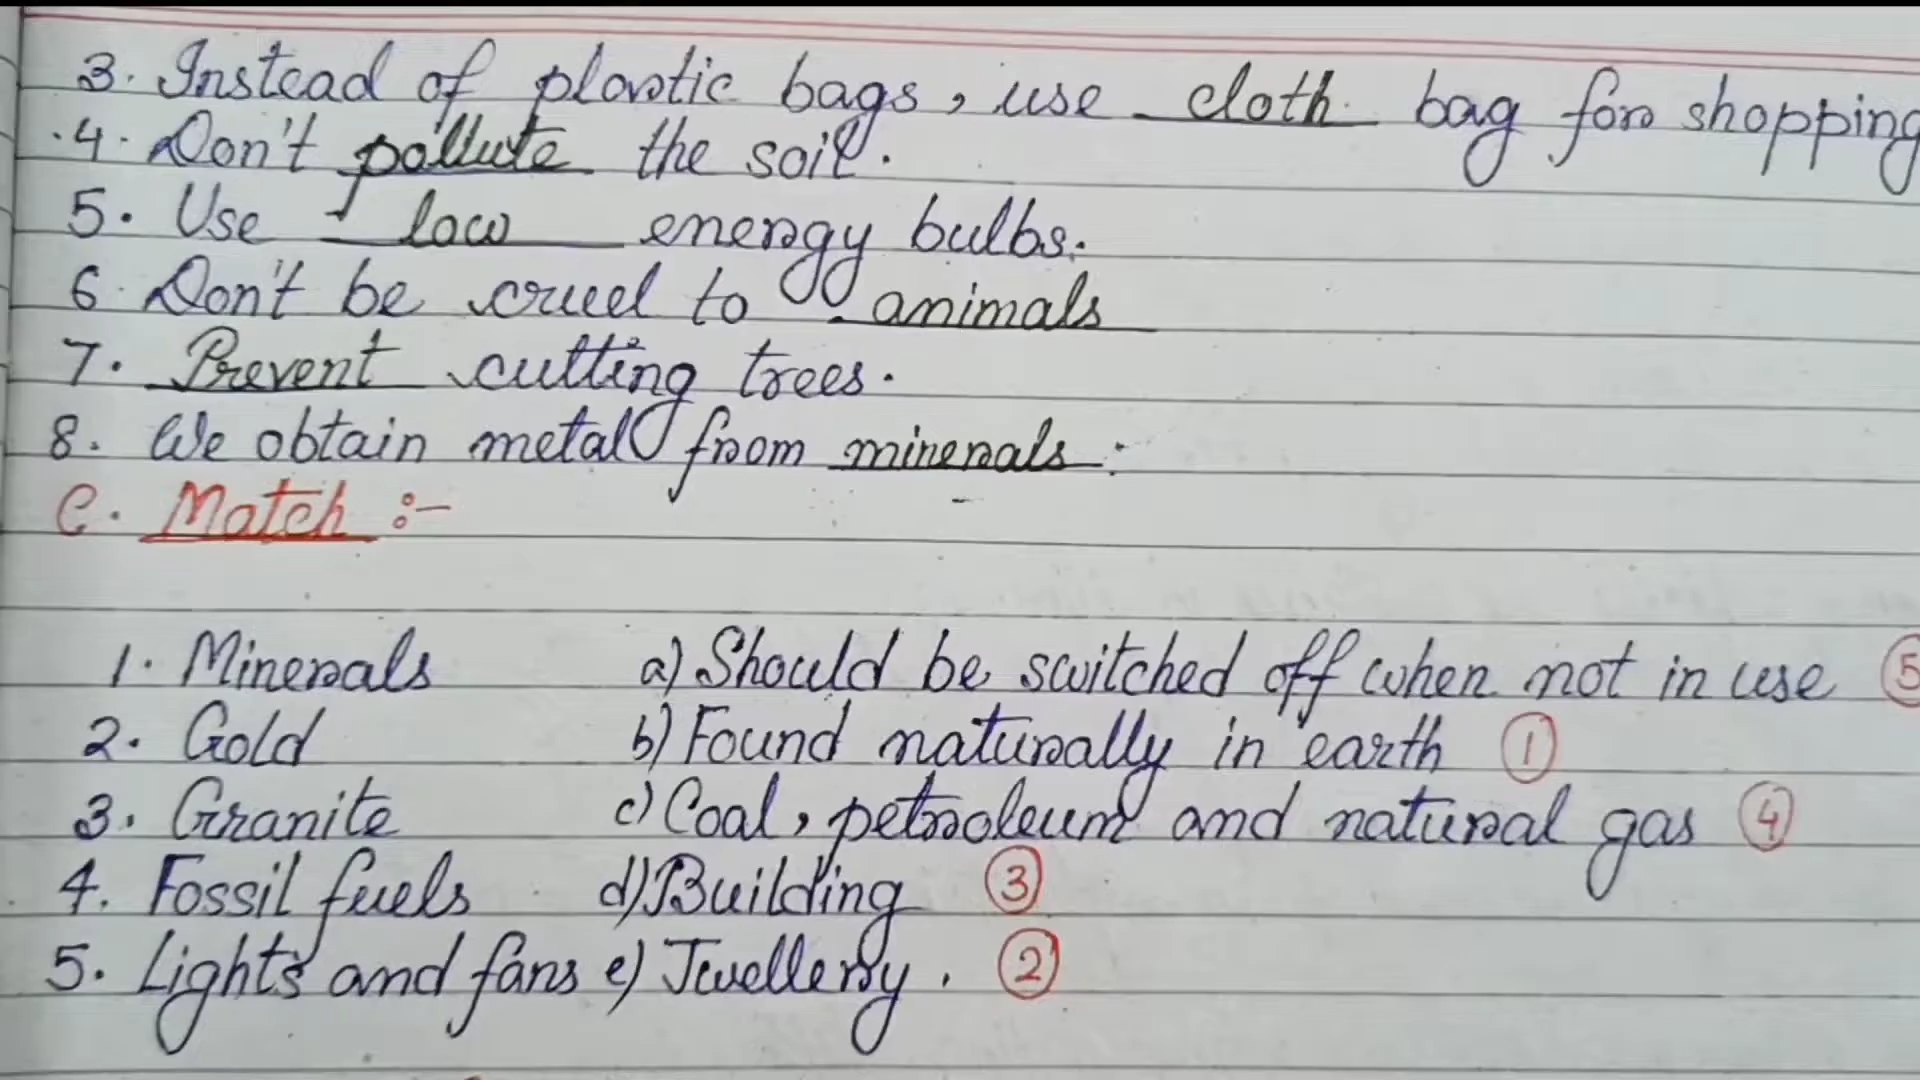 3. Instead of plastic bags, use cloth bag for shopping
4. Don't pollute the soil.
5. Use low energy bulbs.
6. Don't be cruel to animals
7. Prevent cutting trees.
8. We obtain metal from minerals.
C. Match :-
1. Minerals a) Should be switched off when not in use 5
2. Gold b) Found naturally in earth 1
3. Granite c) Coal, petroleum and natural gas 4
4. Fossil fuels d) Building 3
5. Lights and fans e) Jwellery. 2